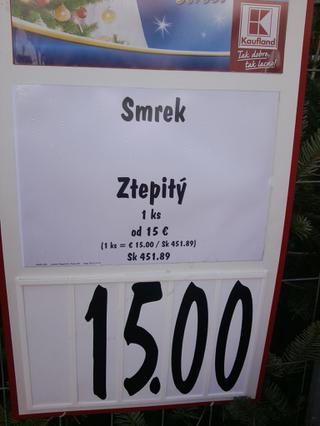 Kaufland
Tak dobre,
tak lacno!
Smrek
Ztepitý
1 ks
od 15 €
(1 ks = € 15.00 / Sk 451.89)
Sk 451.89
15.00